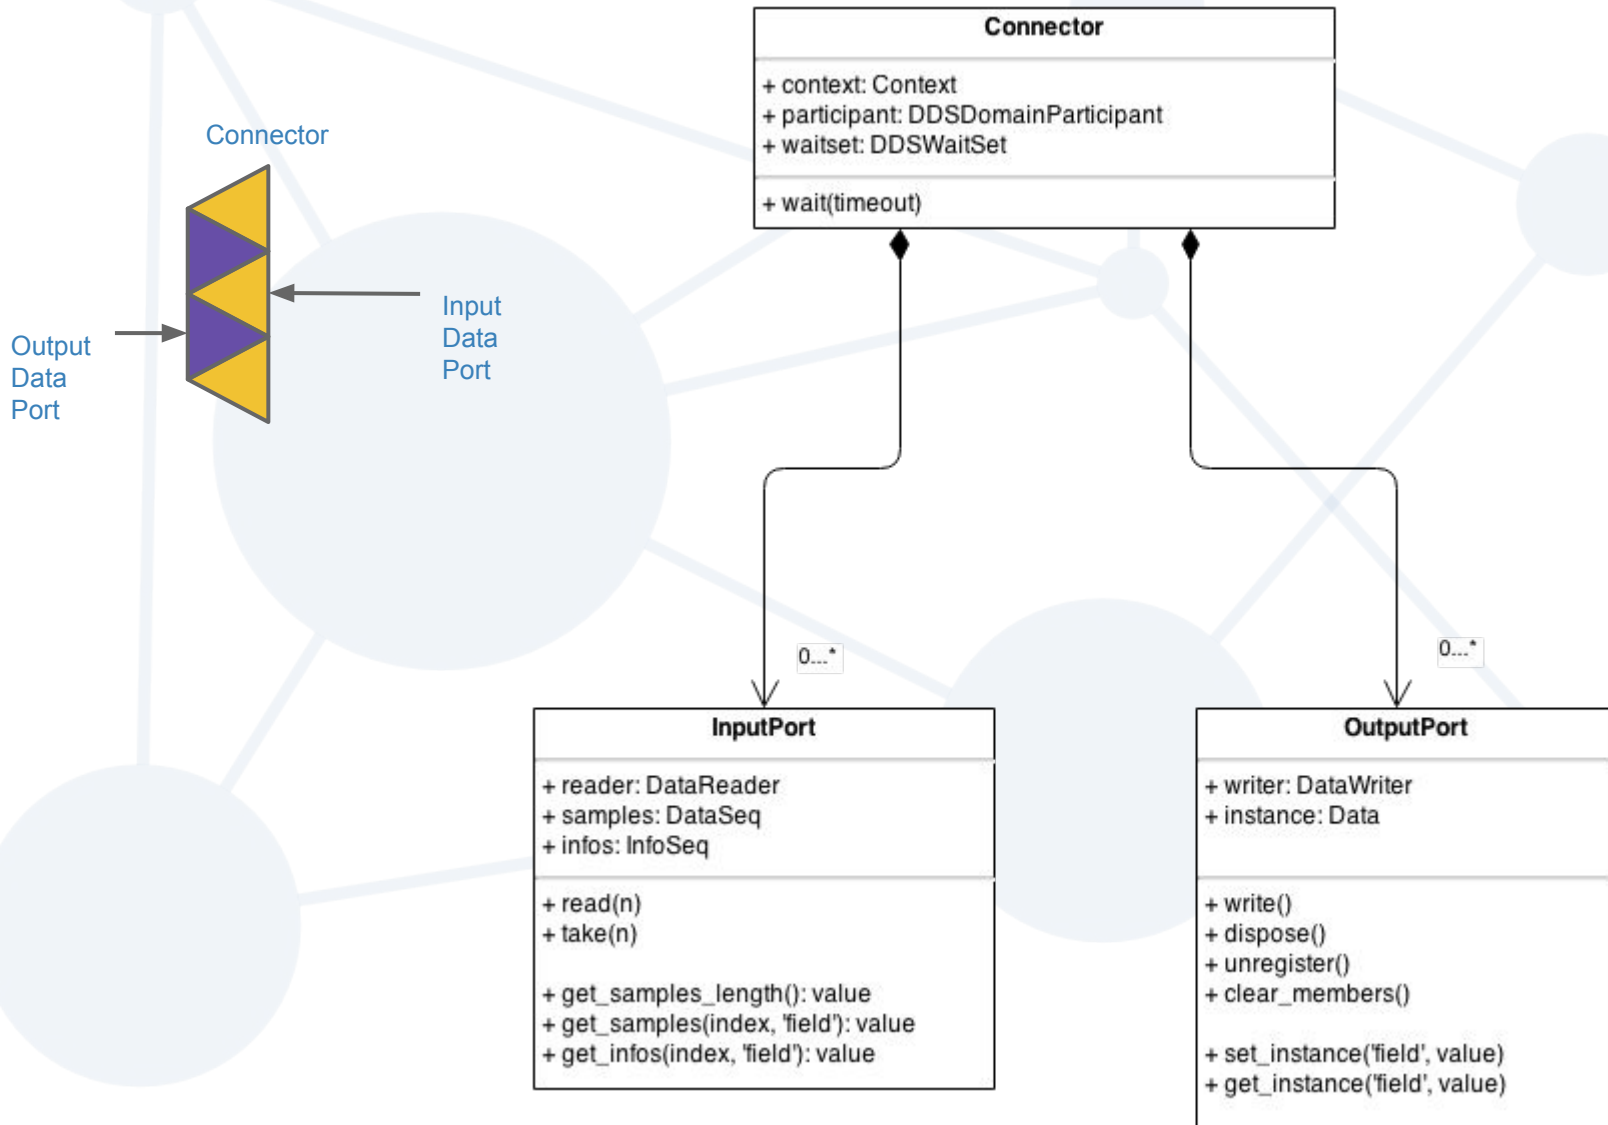 Connector
Input
Data
Port
Output
Data
Port
Connector
+ context: Context
+ participant: DDSDomainParticipant
+ waitset: DDSWaitSet
+ wait(timeout)
0...*
0...*
InputPort
+ reader: DataReader
+ samples: DataSeq
+ infos: InfoSeq
+ read(n)
+ take(n)
+ get_samples_length(): value
+ get_samples(index, 'field'): value
+ get_infos(index, 'field'): value
OutputPort
+ writer: DataWriter
+ instance: Data
+ write()
+ dispose()
+ unregister()
+ clear_members()
+ set_instance('field', value)
+ get_instance('field', value)